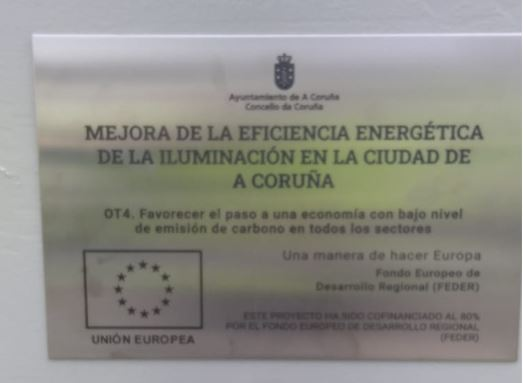 Ayuntamiento de A Coruña
Concello da Coruña
MEJORA DE LA EFICIENCIA ENERGÉTICA
DE LA ILUMINACIÓN EN LA CIUDAD DE
A CORUÑA
OT4. Favorecer el paso a una economía con bajo nivel
de emisión de carbono en todos los sectores
Una manera de hacer Europa
Fondo Europeo de
Desarrollo Regional (FEDER)
UNIÓN EUROPEA
ESTE PROYECTO HA SIDO COFINANCIADO AL 80%
POR EL FONDO EUROPEO DE DESARROLLO REGIONAL
(FEDER)